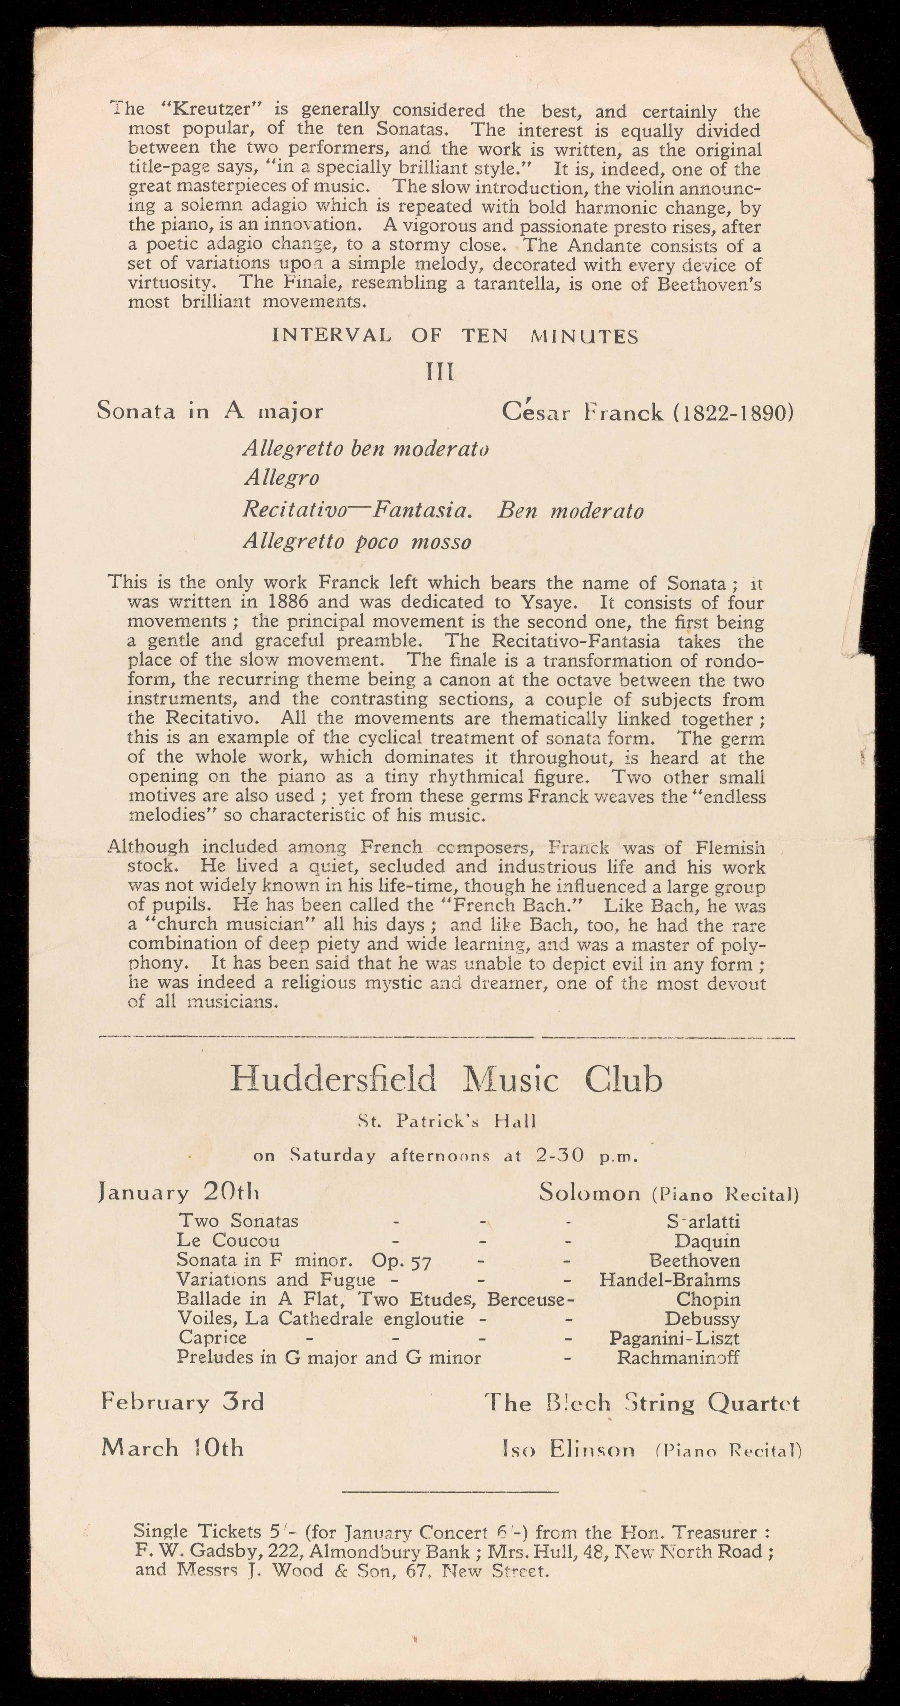 The "Kreutzer" is generally considered the best, and certainly the
most popular, of the ten Sonatas. The interest is equally divided
between the two performers, and the work is written, as the original
title-page says, "in a specially brilliant style." It is, indeed, one of the
great masterpieces of music. The slow introduction, the violin announc-
ing a solemn adagio which is repeated with bold harmonic change, by
the piano, is an innovation. A vigorous and passionate presto rises, after
a poetic adagio change, to a stormy close. The Andante consists of a
set of variations upon a simple melody, decorated with every device of
virtuosity. The Finale, resembling a tarantella, is one of Beethoven's
most brilliant movements.
INTERVAL OF TEN MINUTES
III
Sonata in A major César Franck (1822-1890)
Allegretto ben moderato
Allegro
Recitativo—Fantasia. Ben moderato
Allegretto poco mosso
This is the only work Franck left which bears the name of Sonata ; it
was written in 1886 and was dedicated to Ysaye. It consists of four
movements ; the principal movement is the second one, the first being
a gentle and graceful preamble. The Recitativo-Fantasia takes the
place of the slow movement. The finale is a transformation of rondo-
form, the recurring theme being a canon at the octave between the two
instruments, and the contrasting sections, a couple of subjects from
the Recitativo. All the movements are thematically linked together ;
this is an example of the cyclical treatment of sonata form. The germ
of the whole work, which dominates it throughout, is heard at the
opening on the piano as a tiny rhythmical figure. Two other small
motives are also used ; yet from these germs Franck weaves the "endless
melodies" so characteristic of his music.
Although included among French composers, Franck was of Flemish
stock. He lived a quiet, secluded and industrious life and his work
was not widely known in his life-time, though he influenced a large group
of pupils. He has been called the "French Bach." Like Bach, he was
a "church musician" all his days ; and like Bach, too, he had the rare
combination of deep piety and wide learning, and was a master of poly-
phony. It has been said that he was unable to depict evil in any form ;
he was indeed a religious mystic and dreamer, one of the most devout
of all musicians.
Huddersfield Music Club
St. Patrick's Hall
on Saturday afternoons at 2-30 p.m.
January 20th Solomon (Piano Recital)
Two Sonatas - - - Scarlatti
Le Coucou - - - Daquin
Sonata in F minor. Op. 57 - - Beethoven
Variations and Fugue - - - Handel-Brahms
Ballade in A Flat, Two Etudes, Berceuse- Chopin
Voiles, La Cathedrale engloutie - - Debussy
Caprice - - - - Paganini-Liszt
Preludes in G major and G minor - Rachmaninoff
February 3rd The Blech String Quartet
March 10th Iso Elinson (Piano Recital)
Single Tickets 5/- (for January Concert 6/-) from the Hon. Treasurer :
F. W. Gadsby, 222, Almondbury Bank ; Mrs. Hull, 48, New North Road ;
and Messrs J. Wood & Son, 67, New Street.